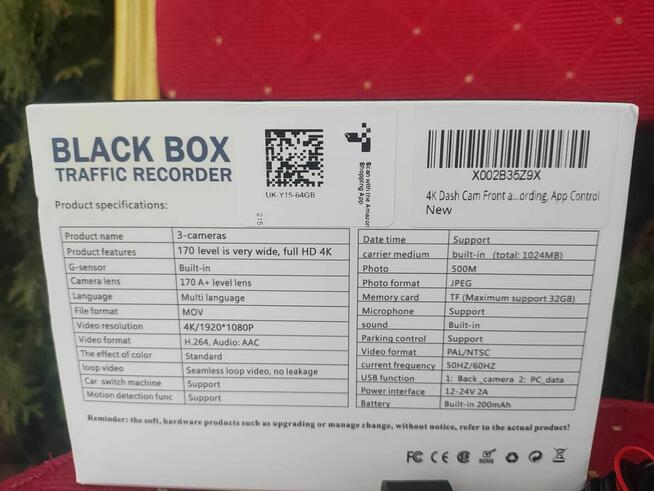 BLACK BOX
TRAFFIC RECORDER
UK-Y15-64GB
215
Scan with the Amazon
Shopping App
X002B35Z9X
4K Dash Cam Front a...ording, App Control
New
Product specifications:
Product name 3-cameras
Product features 170 level is very wide, full HD 4K
G-sensor Built-in
Camera lens 170 A+ level lens
Language Multi language
File format MOV
Video resolution 4K/1920*1080P
Video format H.264, Audio: AAC
The effect of color Standard
loop video Seamless loop video, no leakage
Car switch machine Support
Motion detection func Support
Date time Support
carrier medium built-in (total: 1024MB)
Photo 500M
Photo format JPEG
Memory card TF (Maximum support 32GB)
Microphone Support
sound Built-in
Parking control Support
Video format PAL/NTSC
current frequency 50HZ/60HZ
USB function 1: Back_camera 2: PC_data
Power interface 12-24V 2A
Battery Built-in 200mAh
Reminder: the soft, hardware products such as upgrading or manage change, without notice, refer to the actual product!
FC CE ROHS